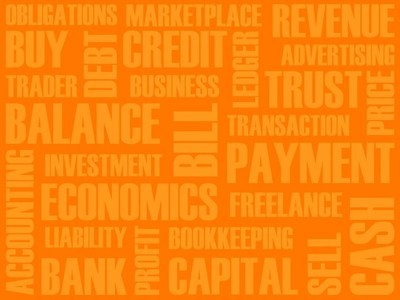 OBLIGATIONS
MARKETPLACE
REVENUE
BUY
DEBT
CREDIT
LEDGER
ADVERTISING
TRADER
BUSINESS
TRUST
PRICE
BALANCE
BILL
TRANSACTION
ACCOUNTING
INVESTMENT
PAYMENT
ECONOMICS
FREELANCE
CASH
LIABILITY
PROFIT
BOOKKEEPING
SELL
BANK
CAPITAL